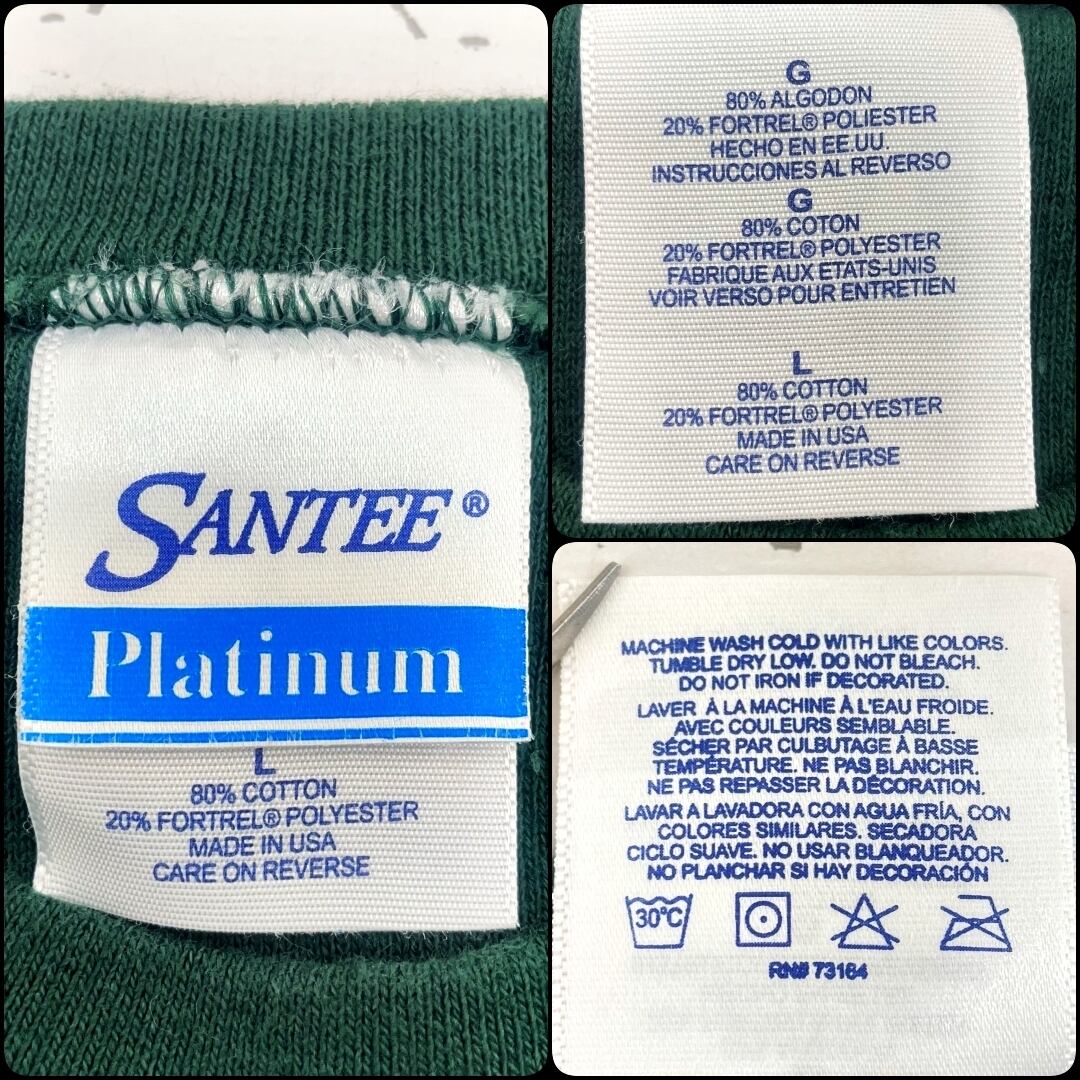 SANTEE®
Platinum
L
80% COTTON
20% FORTREL® POLYESTER
MADE IN USA
CARE ON REVERSE
G
80% ALGODON
20% FORTREL® POLIESTER
HECHO EN EE.UU.
INSTRUCCIONES AL REVERSO
G
80% COTON
20% FORTREL® POLYESTER
FABRIQUE AUX ETATS-UNIS
VOIR VERSO POUR ENTRETIEN
L
80% COTTON
20% FORTREL® POLYESTER
MADE IN USA
CARE ON REVERSE
MACHINE WASH COLD WITH LIKE COLORS.
TUMBLE DRY LOW. DO NOT BLEACH.
DO NOT IRON IF DECORATED.
LAVER À LA MACHINE À L'EAU FROIDE.
AVEC COULEURS SEMBLABLE.
SÉCHER PAR CULBUTAGE À BASSE
TEMPÉRATURE. NE PAS BLANCHIR.
NE PAS REPASSER LA DÉCORATION.
LAVAR A LAVADORA CON AGUA FRÍA, CON
COLORES SIMILARES. SECADORA
CICLO SUAVE. NO USAR BLANQUEADOR.
NO PLANCHAR SI HAY DECORACIÓN
30°C
RN# 73184